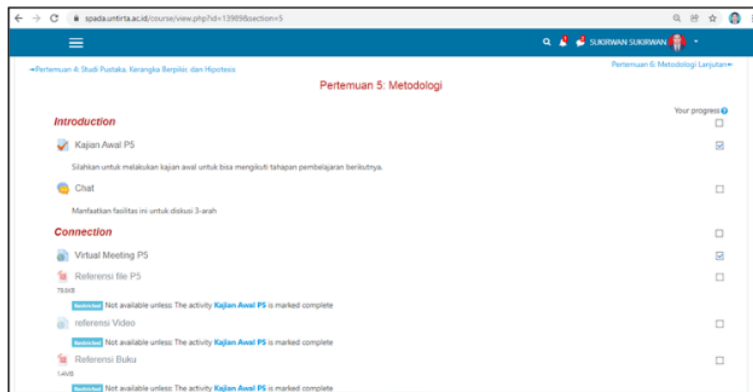 spada.untirta.ac.id/course/view.php?id=13989&section=5
SUKIRWAN SUKIRWAN
Pertemuan 4: Studi Pustaka, Kerangka Berpikir, dan Hipotesis
Pertemuan 6: Metodologi Lanjutan
Pertemuan 5: Metodologi
Your progress
Introduction
Kajian Awal P5
Silahkan untuk melakukan kajian awal untuk bisa mengikuti tahapan pembelajaran berikutnya.
Chat
Manfaatkan fasilitas ini untuk diskusi 3-arah
Connection
Virtual Meeting P5
Referensi file P5
Restricted Not available unless: The activity Kajian Awal P5 is marked complete
referensi Video
Restricted Not available unless: The activity Kajian Awal P5 is marked complete
Referensi Buku
1.4MB
Restricted Not available unless: The activity Kajian Awal P5 is marked complete